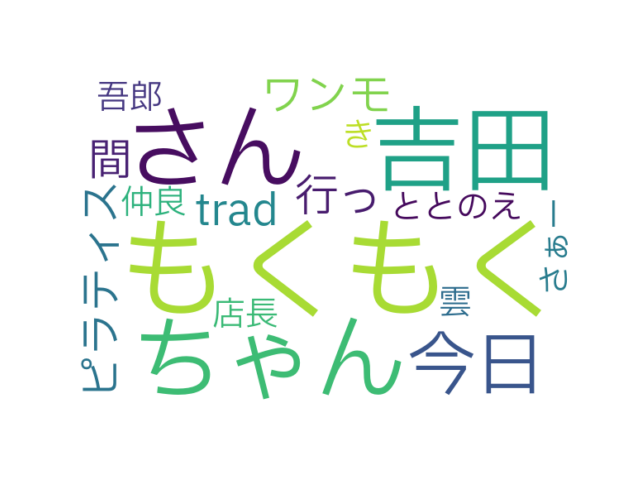 吾郎
ワンモ
さん
き
吉田
間
仲良
trad
行っ
ととのえ
ピラティス
もくもく
さぁー
店長
雲
ちゃん
今日